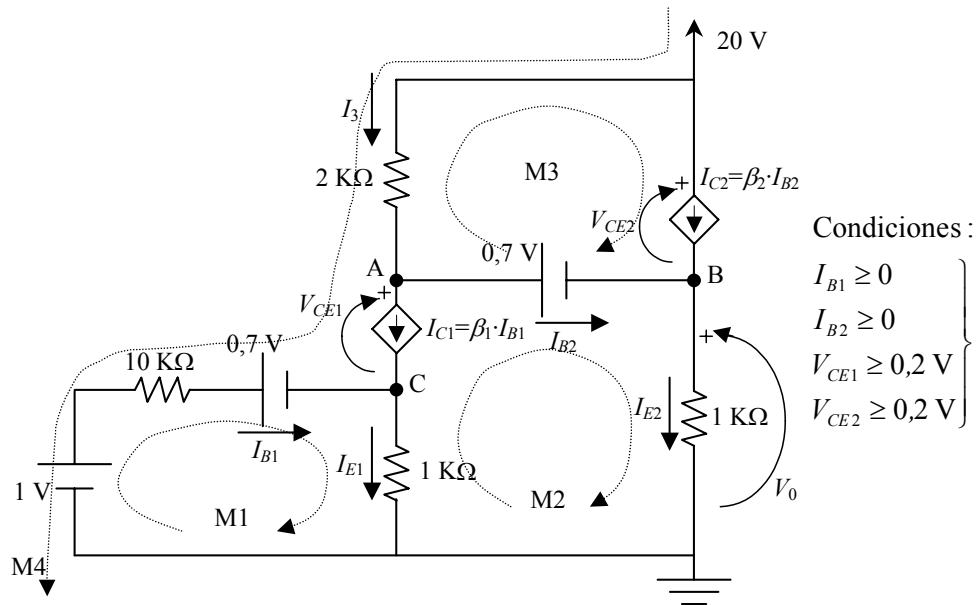 20 V
I3
M3
2 KΩ
+
IC2=β2·IB2
VCE2
0,7 V
Condiciones :
A
B
IB1 ≥ 0
VCE1
+
IC1=β1·IB1
IB2
+
IB2 ≥ 0
0,7 V
VCE1 ≥ 0,2 V
10 KΩ
C
IE2
1 KΩ
VCE2 ≥ 0,2 V
IB1
IE1
1 KΩ
1 V
M1
M2
V0
M4